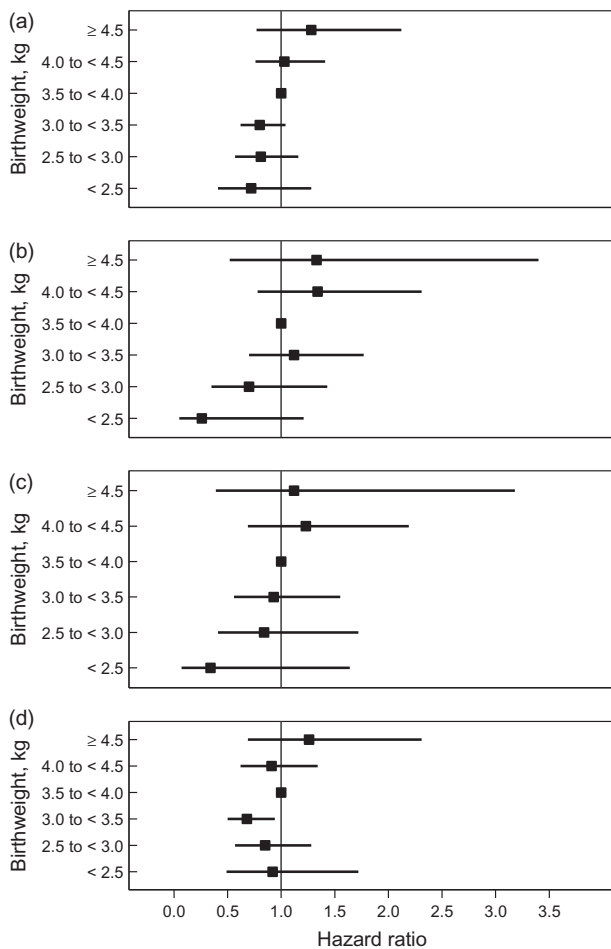 (a)
Birthweight, kg
≥ 4.5
4.0 to < 4.5
3.5 to < 4.0
3.0 to < 3.5
2.5 to < 3.0
< 2.5
(b)
Birthweight, kg
≥ 4.5
4.0 to < 4.5
3.5 to < 4.0
3.0 to < 3.5
2.5 to < 3.0
< 2.5
(c)
Birthweight, kg
≥ 4.5
4.0 to < 4.5
3.5 to < 4.0
3.0 to < 3.5
2.5 to < 3.0
< 2.5
(d)
Birthweight, kg
≥ 4.5
4.0 to < 4.5
3.5 to < 4.0
3.0 to < 3.5
2.5 to < 3.0
< 2.5
0.0 0.5 1.0 1.5 2.0 2.5 3.0 3.5
Hazard ratio